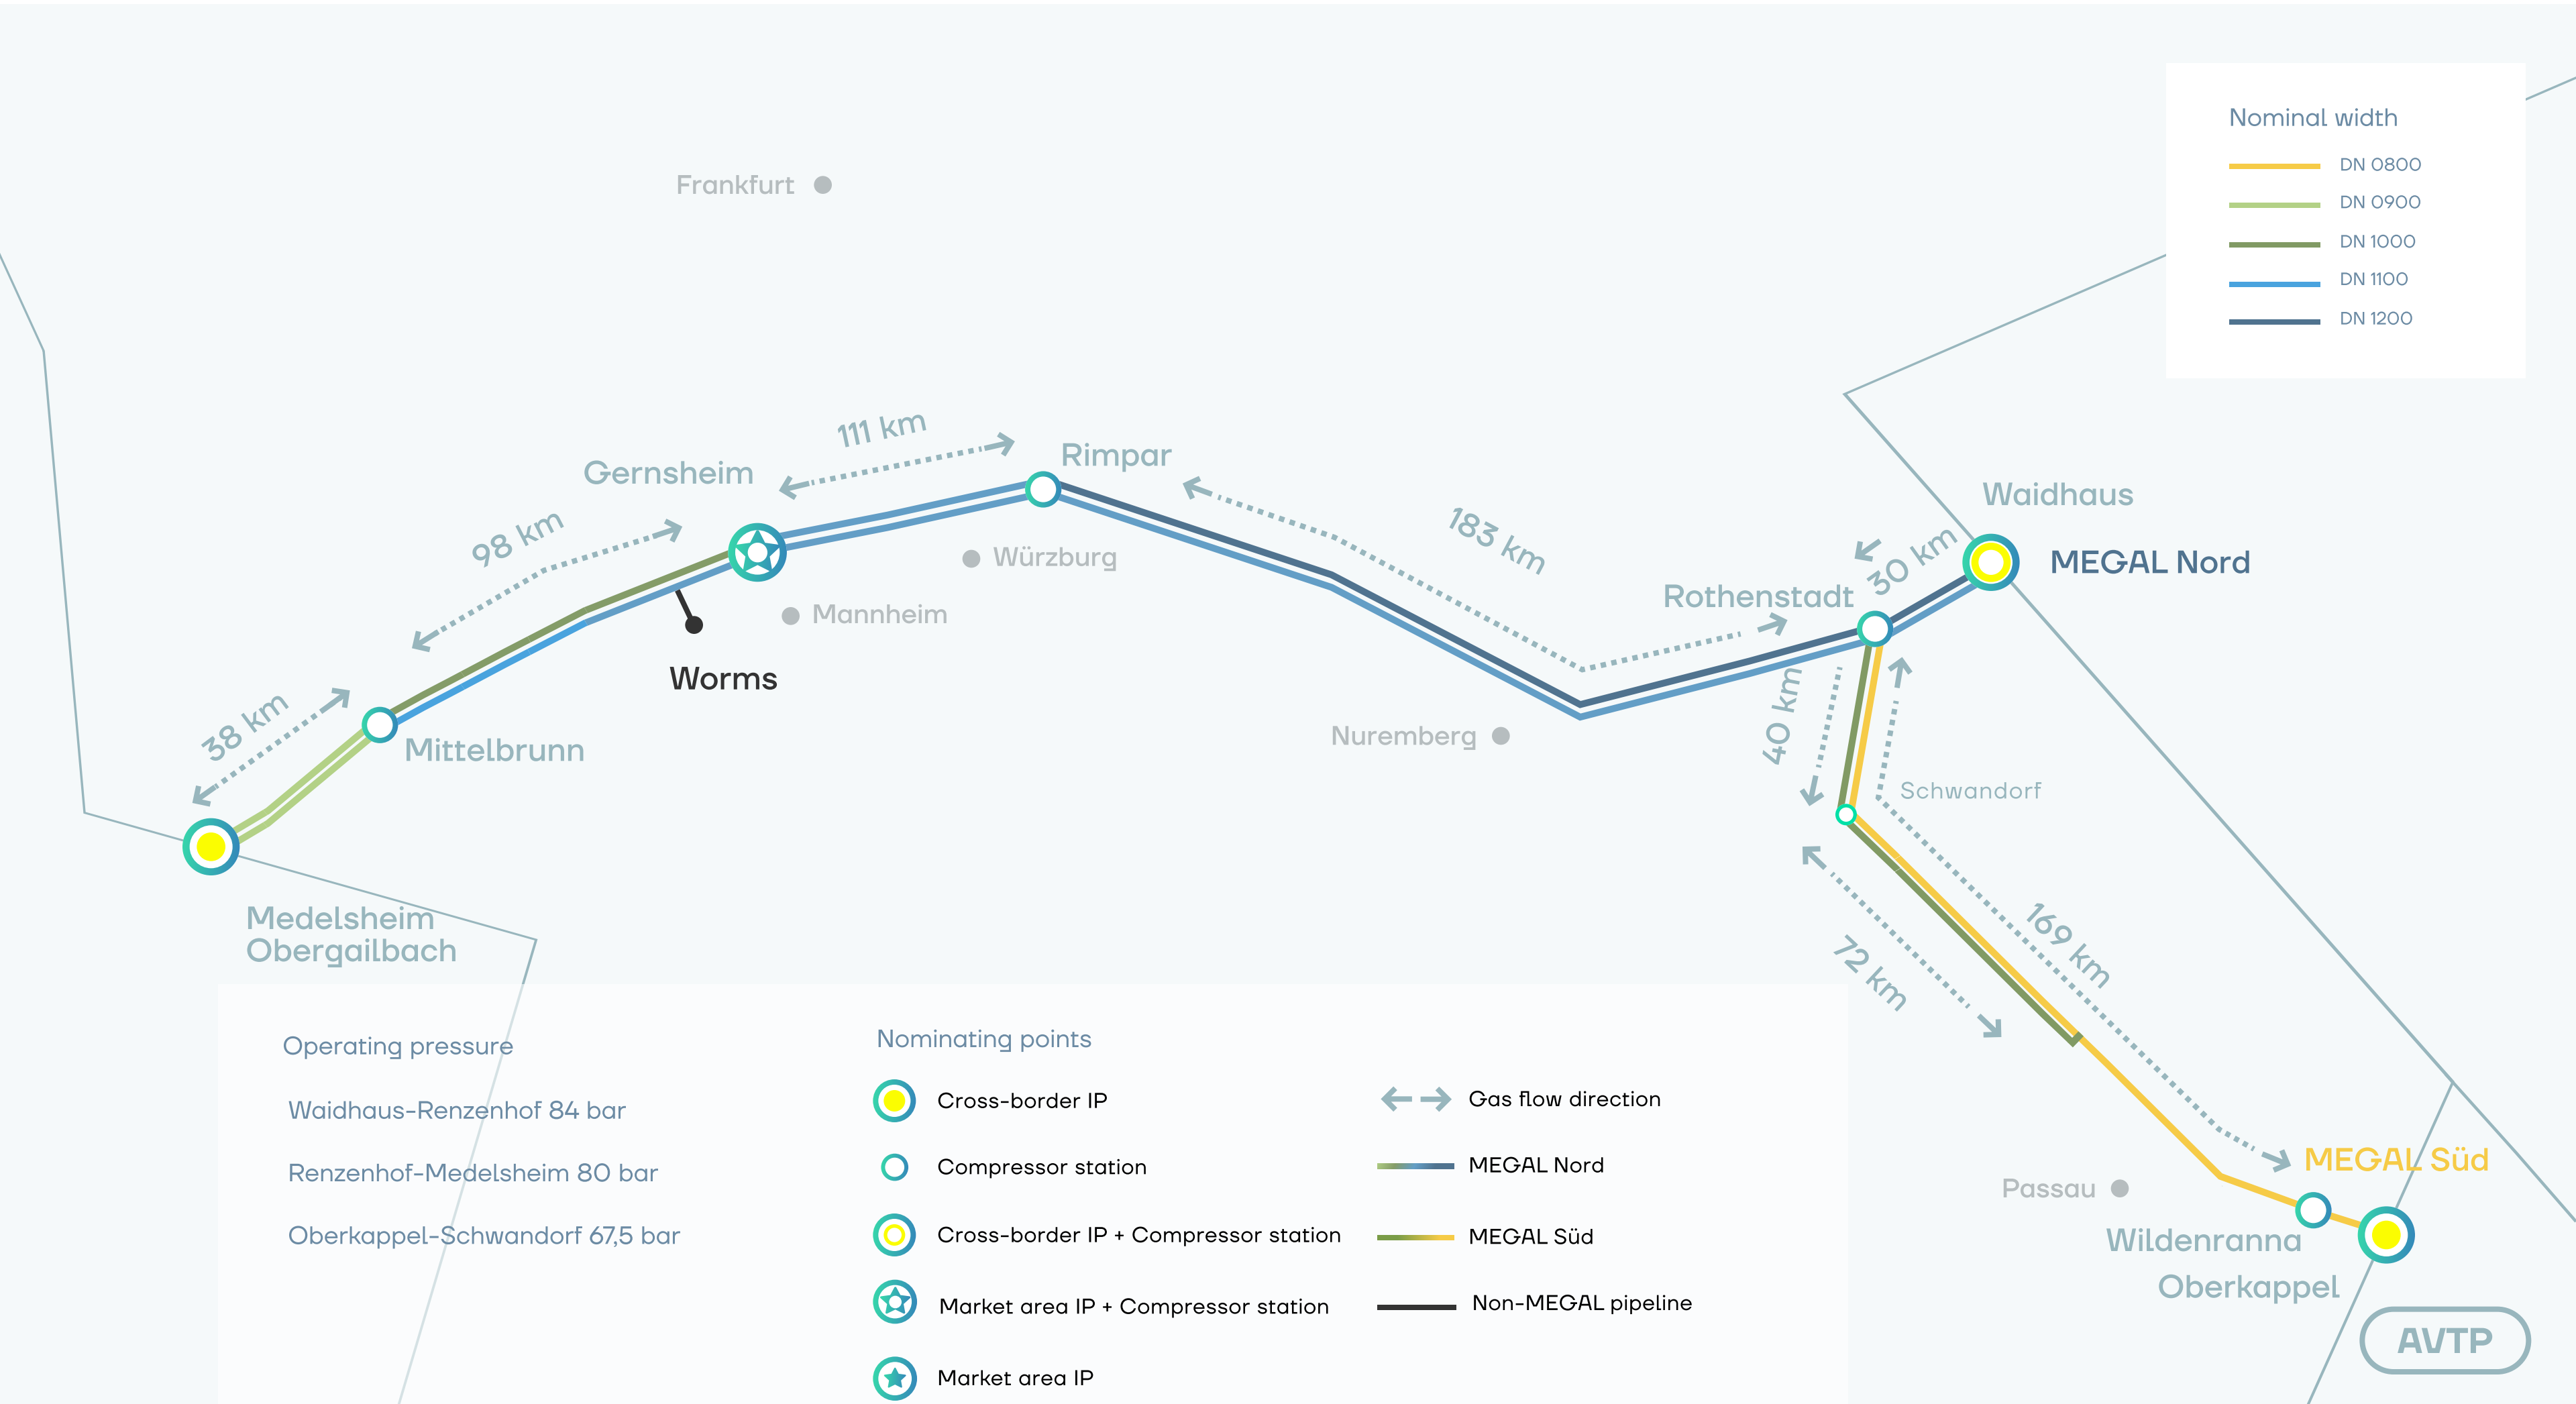 Nominal width
DN 0800
DN 0900
DN 1000
DN 1100
DN 1200
Frankfurt
111 km
Rimpar
Gernsheim
98 km
Waidhaus
183 km
30 km
MEGAL Nord
Würzburg
Mannheim
Rothenstadt
Worms
38 km
Mittelbrunn
Nuremberg
40 km
Schwandorf
Medelsheim
Obergailbach
169 km
72 km
MEGAL Süd
Passau
Wildenranna
Oberkappel
AVTP
Operating pressure
Waidhaus-Renzenhof 84 bar
Renzenhof-Medelsheim 80 bar
Oberkappel-Schwandorf 67,5 bar
Nominating points
Cross-border IP
Compressor station
Cross-border IP + Compressor station
Market area IP + Compressor station
Market area IP
Gas flow direction
MEGAL Nord
MEGAL Süd
Non-MEGAL pipeline